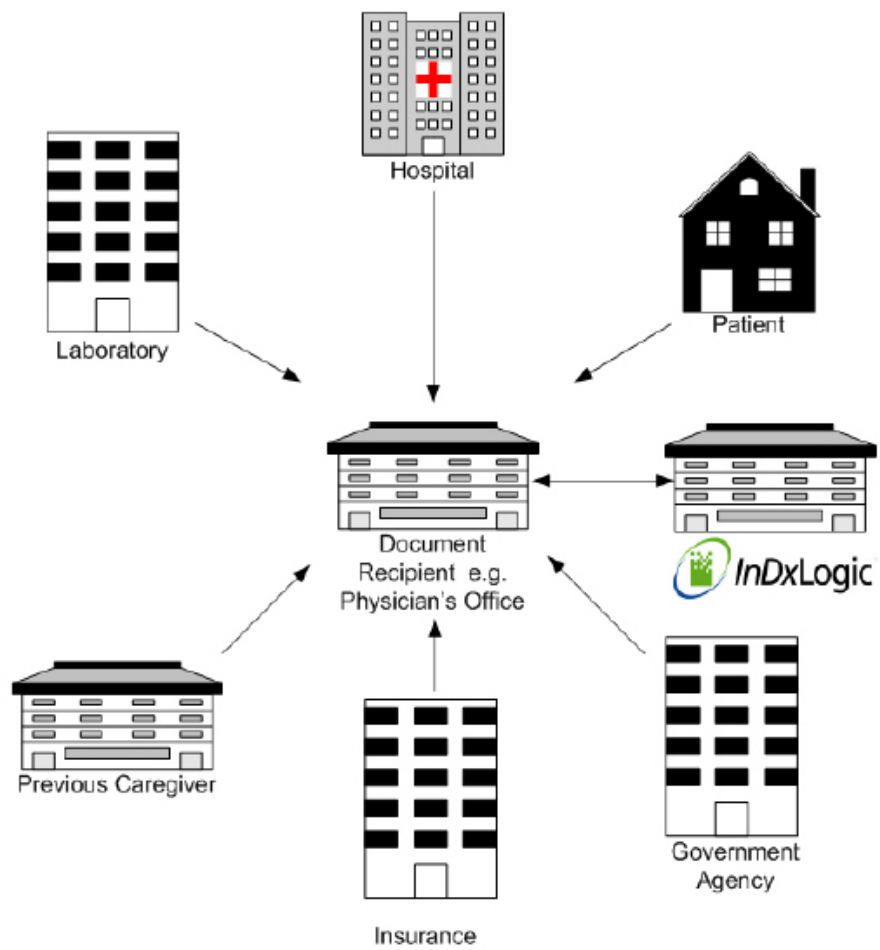 Hospital
Laboratory
Patient
Document
Recipient e.g.
Physician's Office
InDxLogic
Previous Caregiver
Insurance
Government
Agency